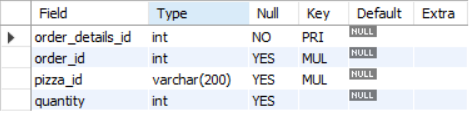 Field Type Null Key Default Extra
order_details_id int NO PRI NULL
order_id int YES MUL NULL
pizza_id varchar(200) YES MUL NULL
quantity int YES NULL